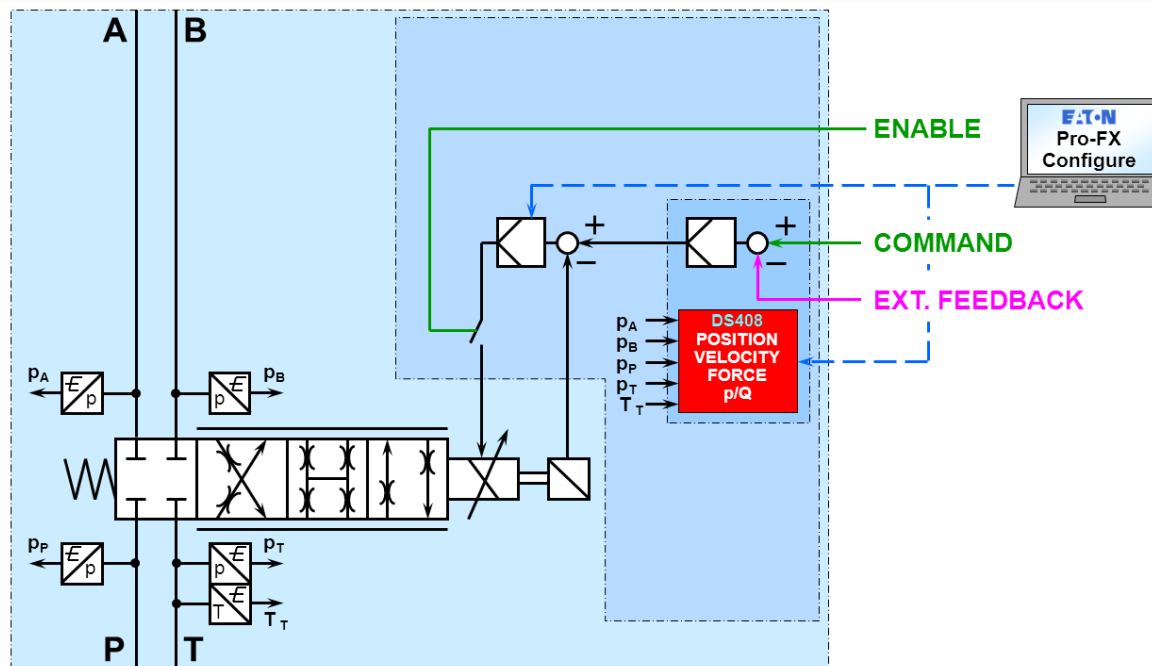 A B
ENABLE
EATON
Pro-FX
Configure
+
+
COMMAND
−
−
EXT. FEEDBACK
DS408
POSITION
VELOCITY
FORCE
p/Q
pA
pB
pP
pT
TT
pA
E
p
E
p
pB
pP
E
p
E
p
pT
E
T
TT
P T